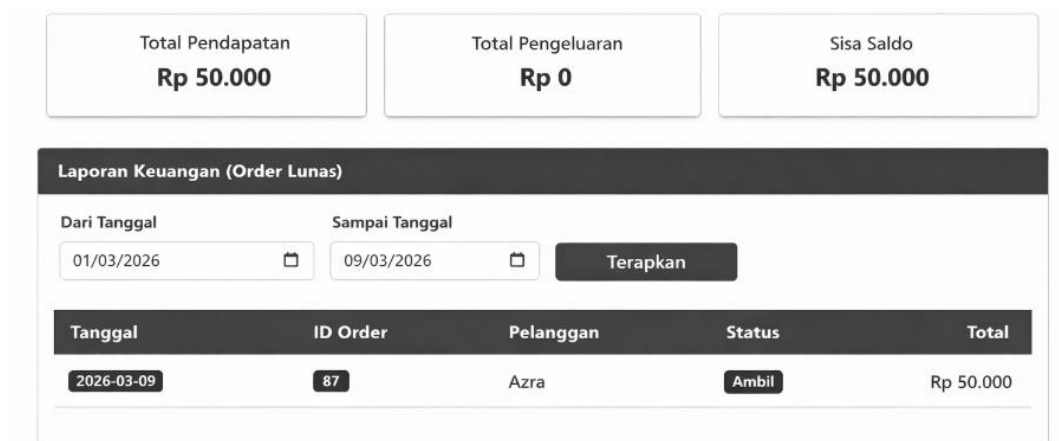 Total Pendapatan
Rp 50.000
Total Pengeluaran
Rp 0
Sisa Saldo
Rp 50.000
Laporan Keuangan (Order Lunas)
Dari Tanggal
01/03/2026
Sampai Tanggal
09/03/2026
Terapkan
Tanggal ID Order Pelanggan Status Total
2026-03-09 87 Azra Ambil Rp 50.000